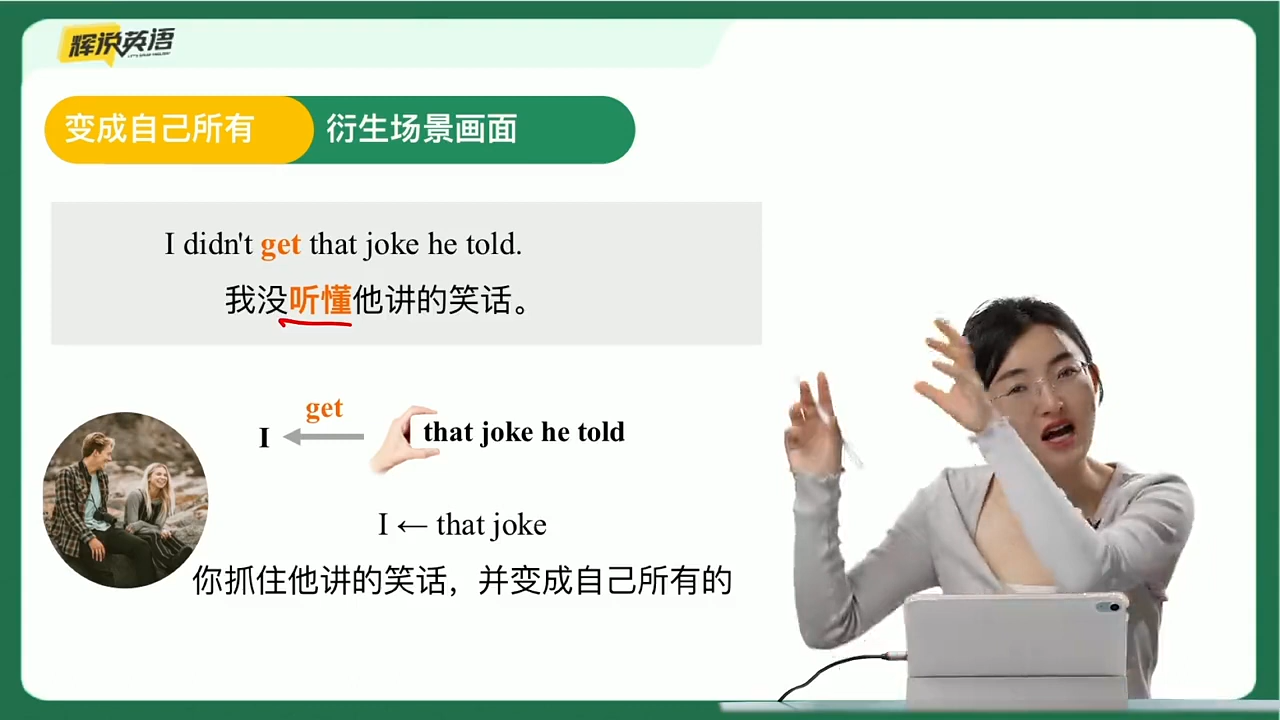 辉说英语
变成自己所有 衍生场景画面
I didn't get that joke he told.
我没听懂他讲的笑话。
get
I that joke he told
I ← that joke
你抓住他讲的笑话，并变成自己所有的